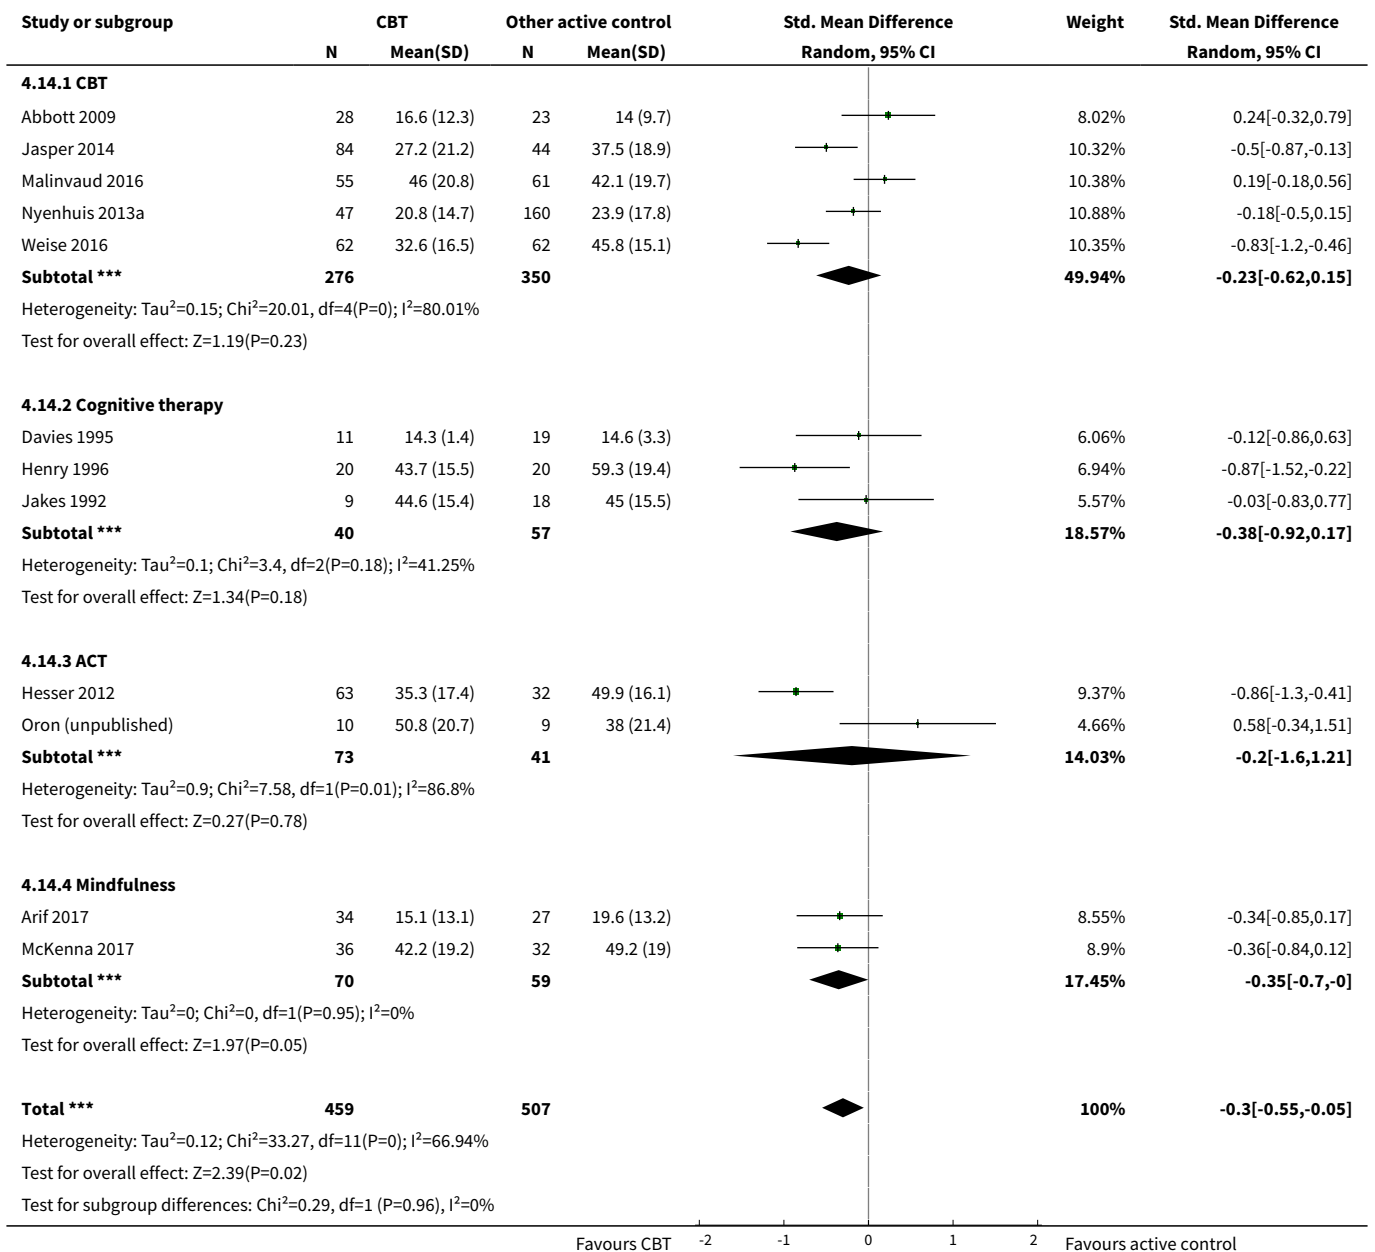 Study or subgroup CBT Other active control Std. Mean Difference Weight Std. Mean Difference
N Mean(SD) N Mean(SD) Random, 95% CI Random, 95% CI
4.14.1 CBT
Abbott 2009 28 16.6 (12.3) 23 14 (9.7) 8.02% 0.24[-0.32,0.79]
Jasper 2014 84 27.2 (21.2) 44 37.5 (18.9) 10.32% -0.5[-0.87,-0.13]
Malinvaud 2016 55 46 (20.8) 61 42.1 (19.7) 10.38% 0.19[-0.18,0.56]
Nyenhuis 2013a 47 20.8 (14.7) 160 23.9 (17.8) 10.88% -0.18[-0.5,0.15]
Weise 2016 62 32.6 (16.5) 62 45.8 (15.1) 10.35% -0.83[-1.2,-0.46]
Subtotal *** 276 350 49.94% -0.23[-0.62,0.15]
Heterogeneity: Tau²=0.15; Chi²=20.01, df=4(P=0); I²=80.01%
Test for overall effect: Z=1.19(P=0.23)
4.14.2 Cognitive therapy
Davies 1995 11 14.3 (1.4) 19 14.6 (3.3) 6.06% -0.12[-0.86,0.63]
Henry 1996 20 43.7 (15.5) 20 59.3 (19.4) 6.94% -0.87[-1.52,-0.22]
Jakes 1992 9 44.6 (15.4) 18 45 (15.5) 5.57% -0.03[-0.83,0.77]
Subtotal *** 40 57 18.57% -0.38[-0.92,0.17]
Heterogeneity: Tau²=0.1; Chi²=3.4, df=2(P=0.18); I²=41.25%
Test for overall effect: Z=1.34(P=0.18)
4.14.3 ACT
Hesser 2012 63 35.3 (17.4) 32 49.9 (16.1) 9.37% -0.86[-1.3,-0.41]
Oron (unpublished) 10 50.8 (20.7) 9 38 (21.4) 4.66% 0.58[-0.34,1.51]
Subtotal *** 73 41 14.03% -0.2[-1.6,1.21]
Heterogeneity: Tau²=0.9; Chi²=7.58, df=1(P=0.01); I²=86.8%
Test for overall effect: Z=0.27(P=0.78)
4.14.4 Mindfulness
Arif 2017 34 15.1 (13.1) 27 19.6 (13.2) 8.55% -0.34[-0.85,0.17]
McKenna 2017 36 42.2 (19.2) 32 49.2 (19) 8.9% -0.36[-0.84,0.12]
Subtotal *** 70 59 17.45% -0.35[-0.7,-0]
Heterogeneity: Tau²=0; Chi²=0, df=1(P=0.95); I²=0%
Test for overall effect: Z=1.97(P=0.05)
Total *** 459 507 100% -0.3[-0.55,-0.05]
Heterogeneity: Tau²=0.12; Chi²=33.27, df=11(P=0); I²=66.94%
Test for overall effect: Z=2.39(P=0.02)
Test for subgroup differences: Chi²=0.29, df=1 (P=0.96), I²=0%
Favours CBT -2 -1 0 1 2 Favours active control